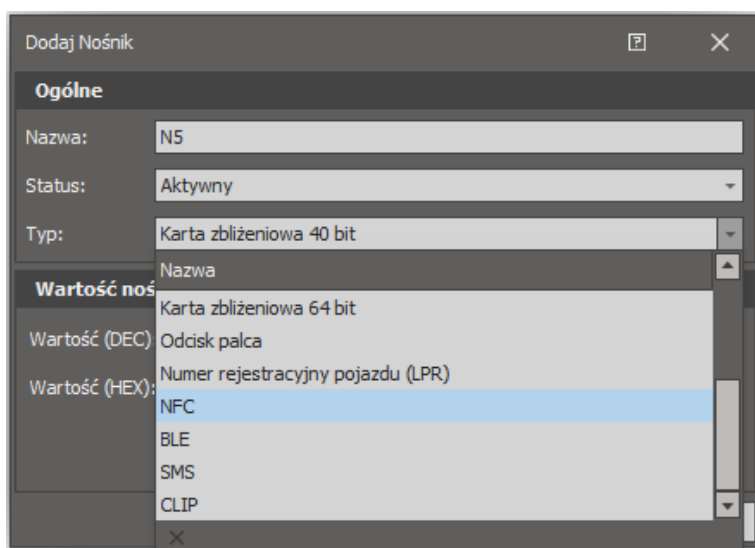 Dodaj Nośnik
Ogólne
Nazwa: N5
Status: Aktywny
Typ: Karta zbliżeniowa 40 bit
Nazwa
Wartość noś
Karta zbliżeniowa 64 bit
Wartość (DEC) Odcisk palca
Numer rejestracyjny pojazdu (LPR)
Wartość (HEX):
NFC
BLE
SMS
CLIP